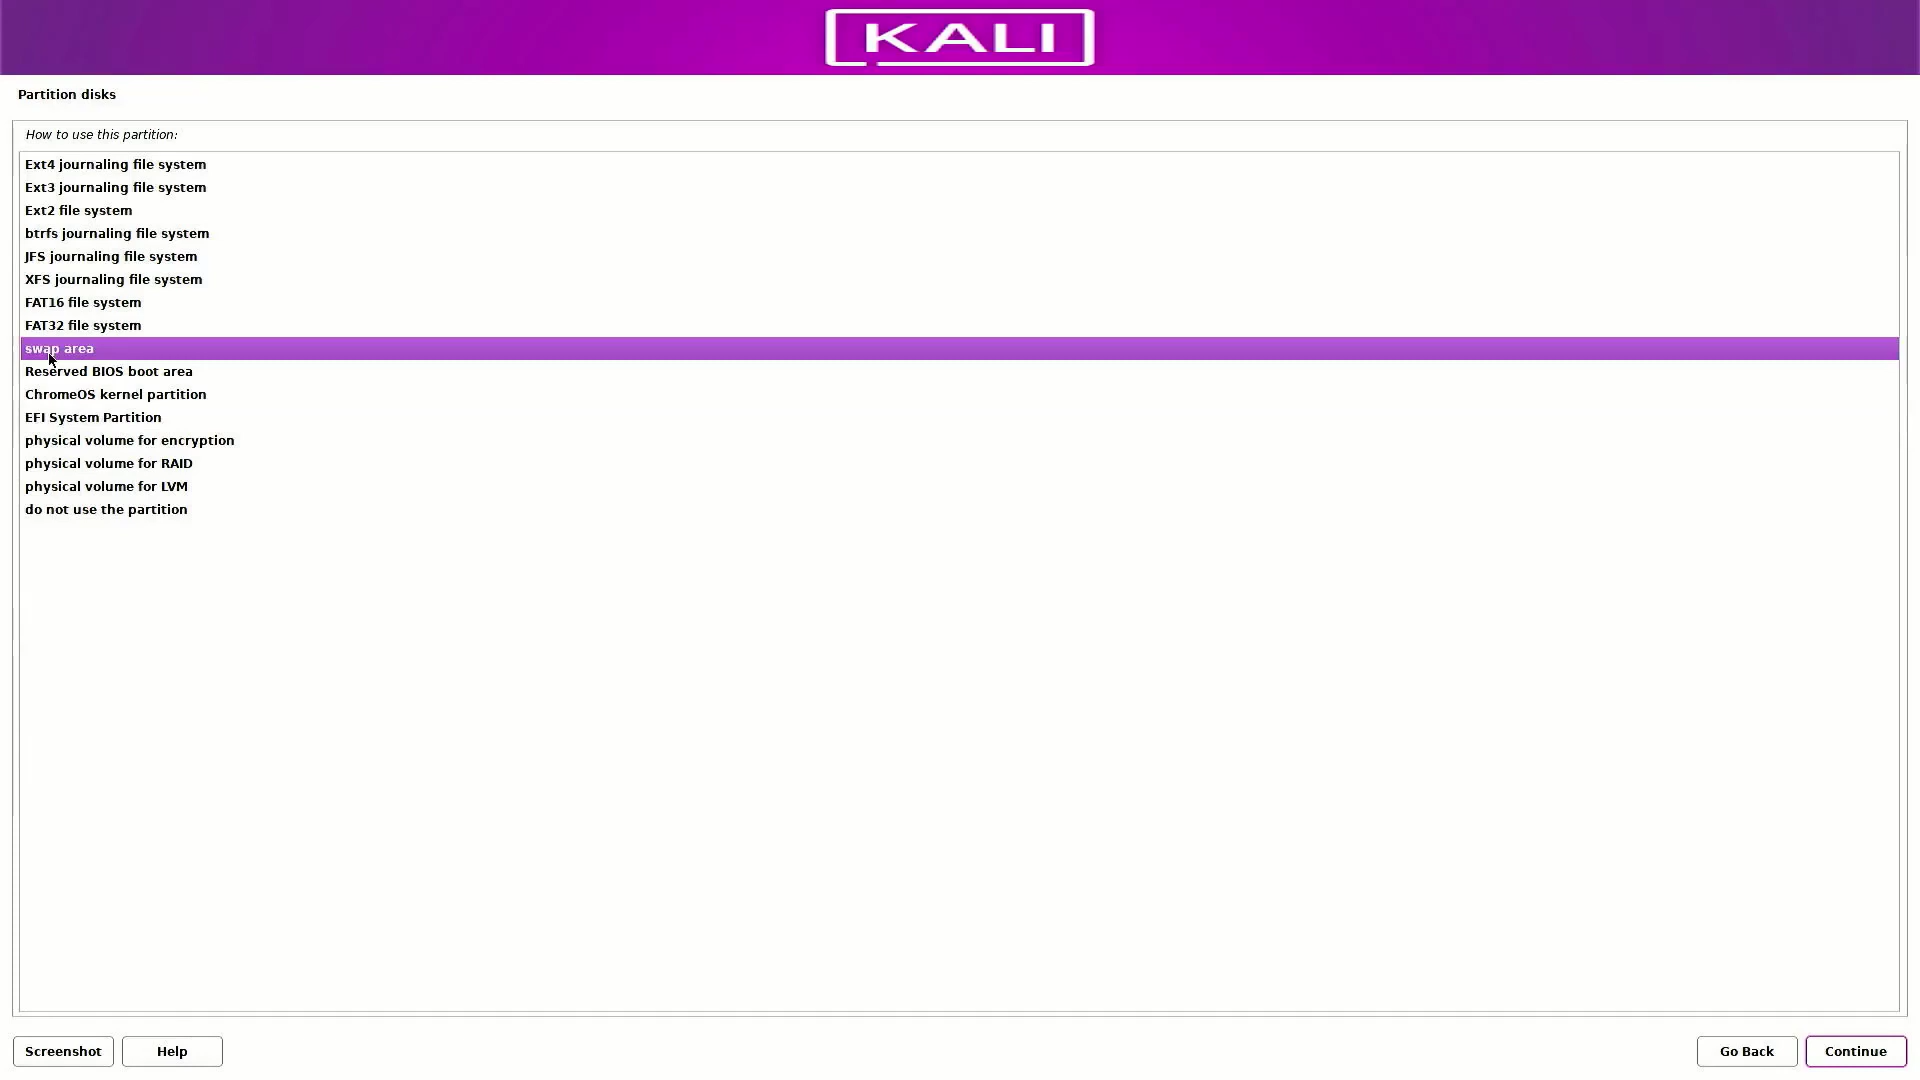 KALI
Partition disks
How to use this partition:
Ext4 journaling file system
Ext3 journaling file system
Ext2 file system
btrfs journaling file system
JFS journaling file system
XFS journaling file system
FAT16 file system
FAT32 file system
swap area
Reserved BIOS boot area
ChromeOS kernel partition
EFI System Partition
physical volume for encryption
physical volume for RAID
physical volume for LVM
do not use the partition
Screenshot Help Go Back Continue